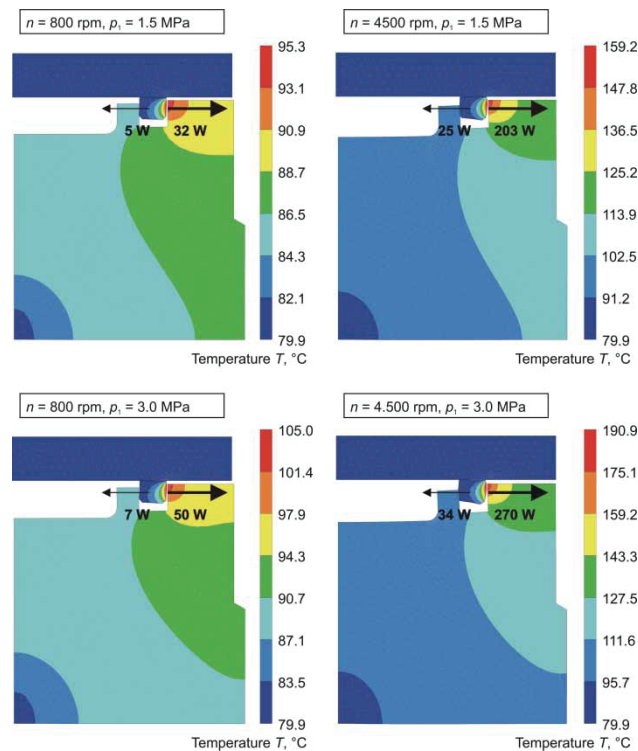 n = 800 rpm, p₁ = 1.5 MPa
95.3
93.1
90.9
88.7
86.5
84.3
82.1
79.9
5 W 32 W
Temperature T, °C
n = 4500 rpm, p₁ = 1.5 MPa
159.2
147.8
136.5
125.2
113.9
102.5
91.2
79.9
25 W 203 W
Temperature T, °C
n = 800 rpm, p₁ = 3.0 MPa
105.0
101.4
97.9
94.3
90.7
87.1
83.5
79.9
7 W 50 W
Temperature T, °C
n = 4.500 rpm, p₁ = 3.0 MPa
190.9
175.1
159.2
143.3
127.5
111.6
95.7
79.9
34 W 270 W
Temperature T, °C